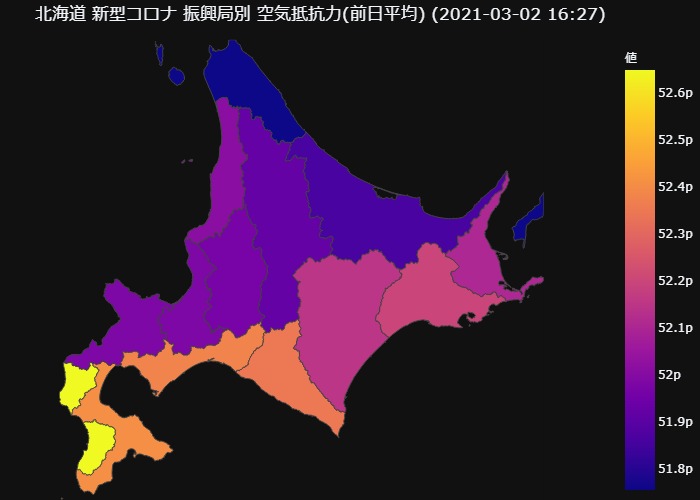 北海道 新型コロナ 振興局別 空気抵抗力(前日平均) (2021-03-02 16:27)
値
52.6p
52.5p
52.4p
52.3p
52.2p
52.1p
52p
51.9p
51.8p